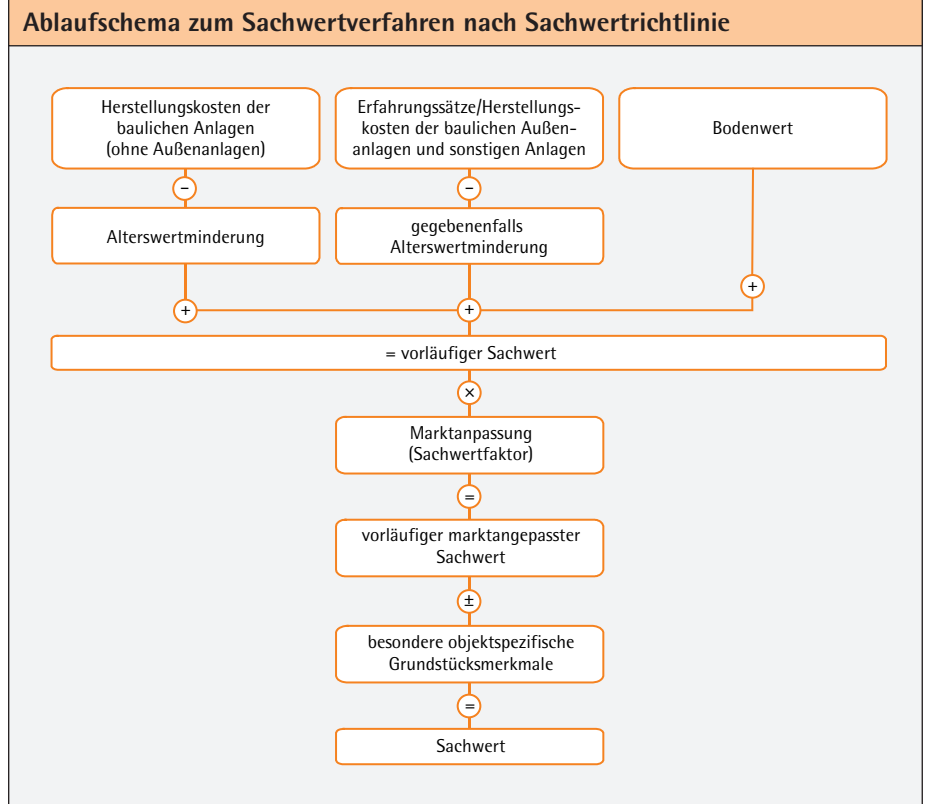 Ablaufschema zum Sachwertverfahren nach Sachwertrichtlinie
Herstellungskosten der
baulichen Anlagen
(ohne Außenanlagen)
Erfahrungssätze/Herstellungs-
kosten der baulichen Außen-
anlagen und sonstigen Anlagen
Bodenwert
–
–
Alterswertminderung
gegebenenfalls
Alterswertminderung
+
+
+
= vorläufiger Sachwert
×
Marktanpassung
(Sachwertfaktor)
=
vorläufiger marktangepasster
Sachwert
±
besondere objektspezifische
Grundstücksmerkmale
=
Sachwert